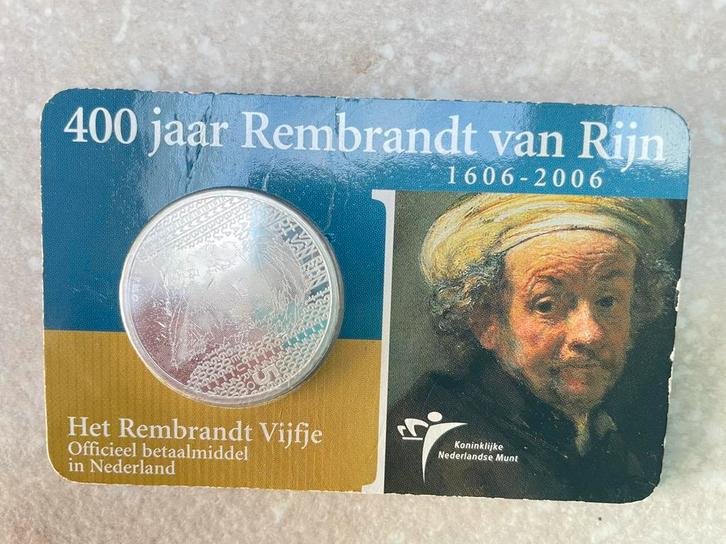 400 jaar Rembrandt van Rijn
1606 - 2006
Het Rembrandt Vijfje
Officieel betaalmiddel
in Nederland
Koninklijke
Nederlandse Munt